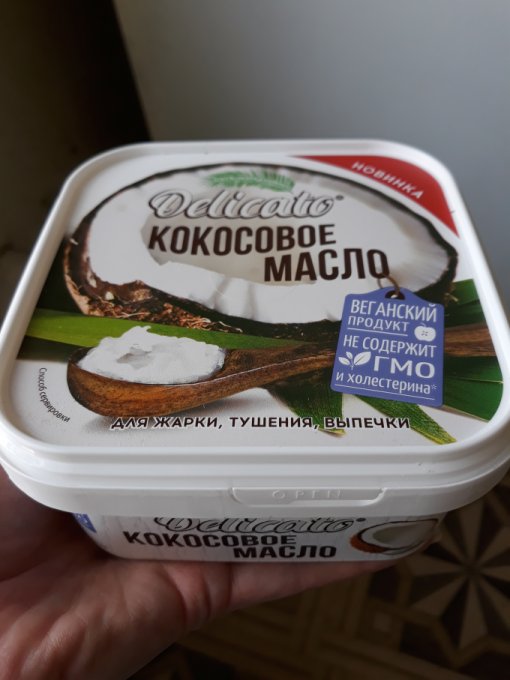 НОВИНКА
Delicato®
КОКОСОВОЕ
МАСЛО
ВЕГАНСКИЙ
ПРОДУКТ
НЕ СОДЕРЖИТ
ГМО
И ХОЛЕСТЕРИНА*
Способ сервировки
ДЛЯ ЖАРКИ, ТУШЕНИЯ, ВЫПЕЧКИ
OPEN
Delicato®
КОКОСОВОЕ
МАСЛО